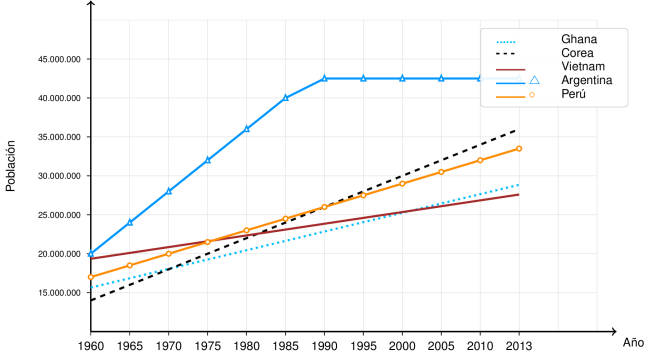 Ghana
Corea
Vietnam
Argentina
Perú
Población
45.000.000
40.000.000
35.000.000
30.000.000
25.000.000
20.000.000
15.000.000
1960 1965 1970 1975 1980 1985 1990 1995 2000 2005 2010 2013
Año